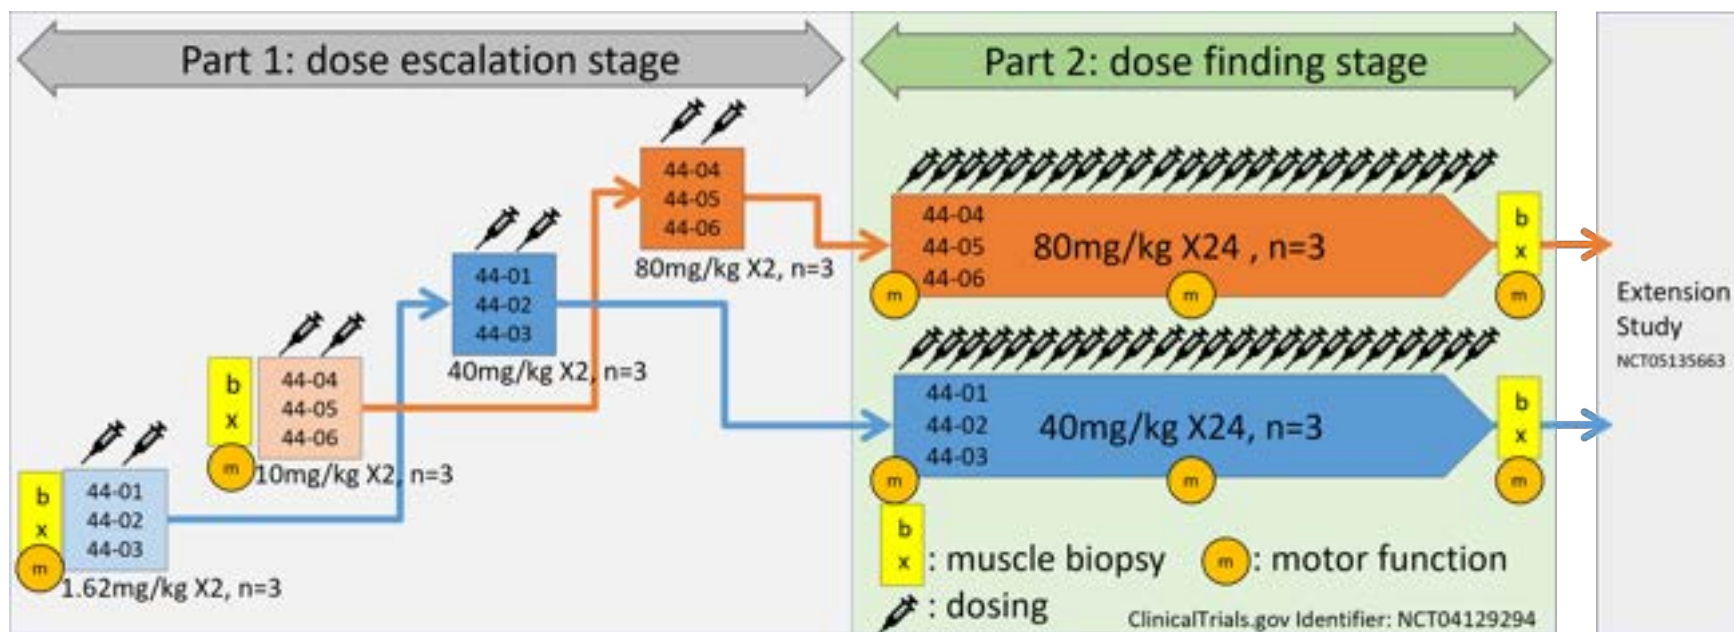 Part 1: dose escalation stage
Part 2: dose finding stage
44-04
44-05
44-06
80mg/kg X2, n=3
44-01
44-02
44-03
40mg/kg X2, n=3
b
x
m
44-04
44-05
44-06
10mg/kg X2, n=3
b
x
m
44-01
44-02
44-03
1.62mg/kg X2, n=3
44-04
44-05
44-06
80mg/kg X24 , n=3
m
m
b
x
m
44-01
44-02
44-03
40mg/kg X24, n=3
m
m
b
x
m
b
x : muscle biopsy
m : motor function
: dosing
ClinicalTrials.gov Identifier: NCT04129294
Extension
Study
NCT05135663